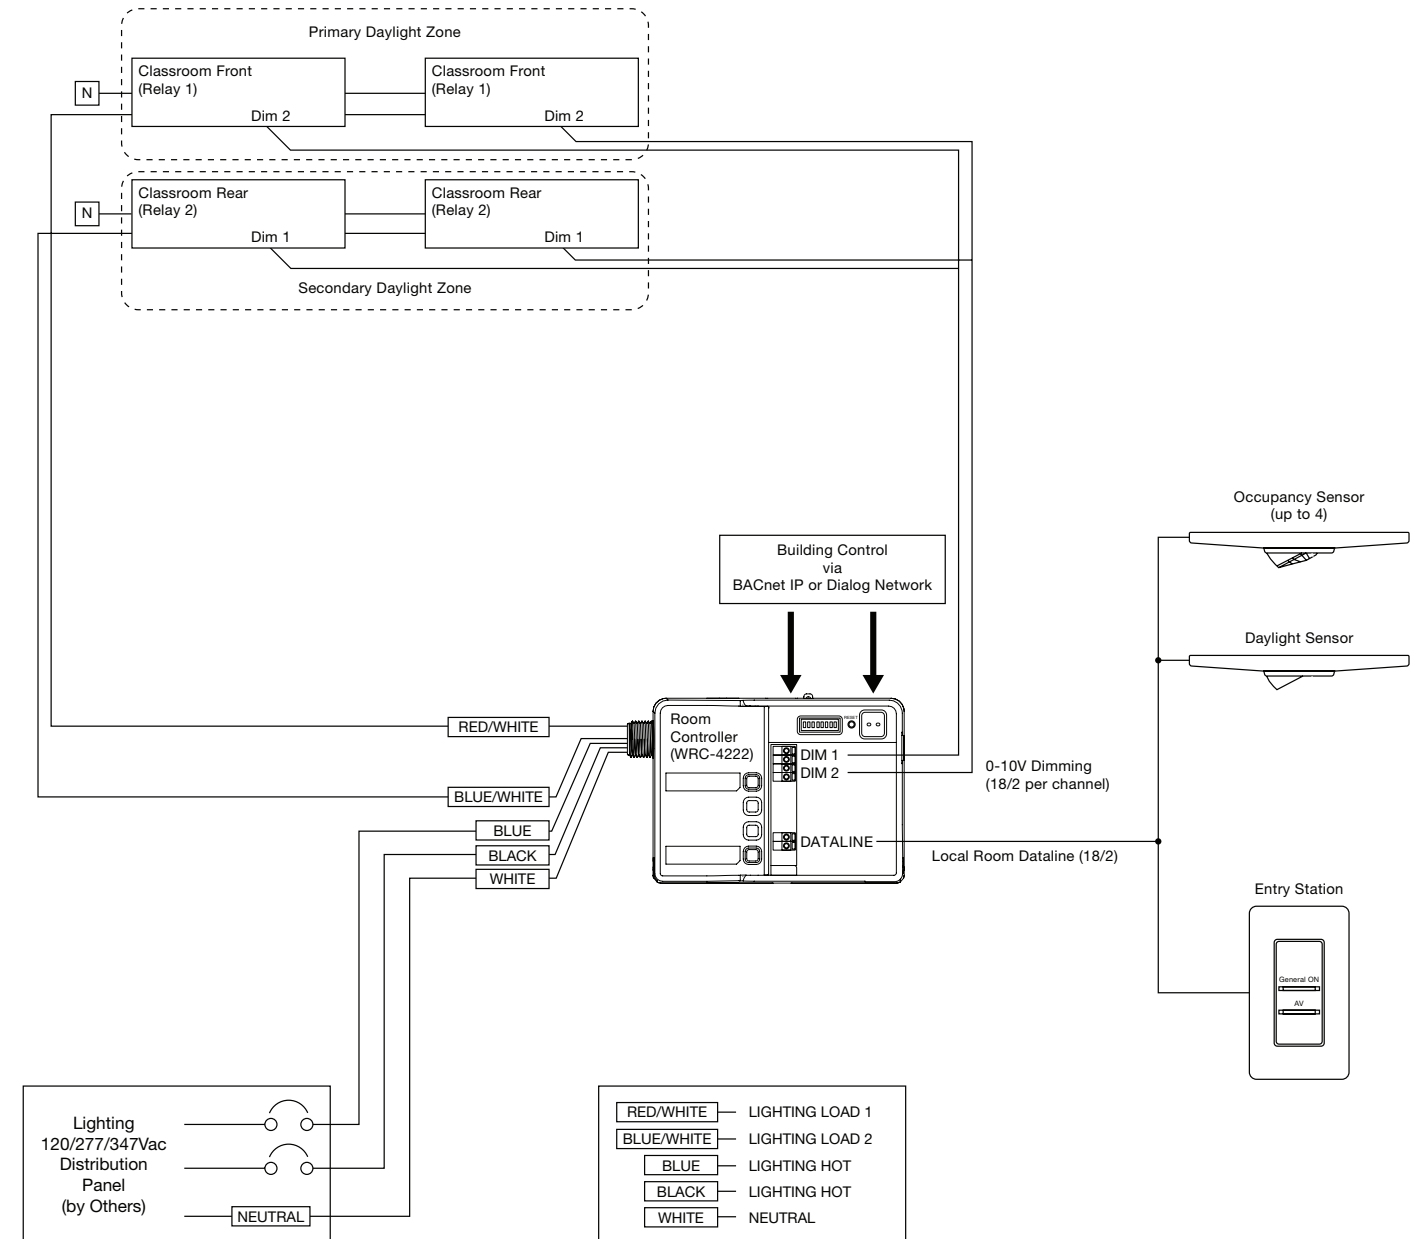 Primary Daylight Zone
Classroom Front
(Relay 1)
Dim 2
Classroom Front
(Relay 1)
Dim 2
N
Classroom Rear
(Relay 2)
Dim 1
Classroom Rear
(Relay 2)
Dim 1
N
Secondary Daylight Zone
Occupancy Sensor
(up to 4)
Building Control
via
BACnet IP or Dialog Network
Daylight Sensor
RED/WHITE
BLUE/WHITE
BLUE
BLACK
WHITE
Room
Controller
(WRC-4222)
RESET
DIM 1
DIM 2
DATALINE
0-10V Dimming
(18/2 per channel)
Local Room Dataline (18/2)
Entry Station
General ON
AV
Lighting
120/277/347Vac
Distribution
Panel
(by Others)
NEUTRAL
RED/WHITE LIGHTING LOAD 1
BLUE/WHITE LIGHTING LOAD 2
BLUE LIGHTING HOT
BLACK LIGHTING HOT
WHITE NEUTRAL